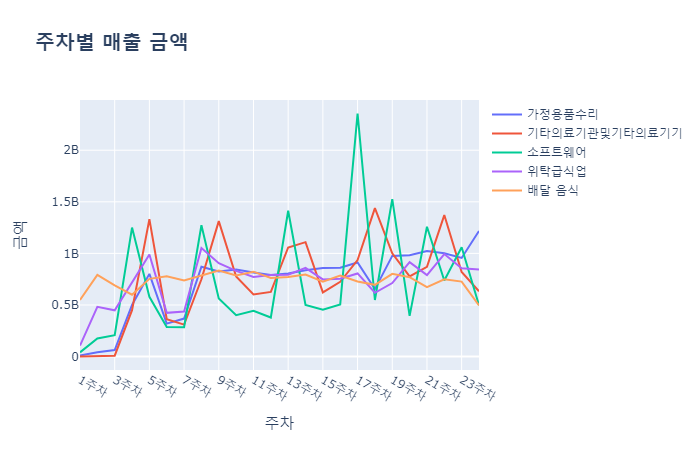 주차별 매출 금액
가정용품수리
기타의료기관및기타의료기기
소프트웨어
위탁급식업
배달 음식
2B
1.5B
1B
0.5B
0
금액
1주차
3주차
5주차
7주차
9주차
11주차
13주차
15주차
17주차
19주차
21주차
23주차
주차